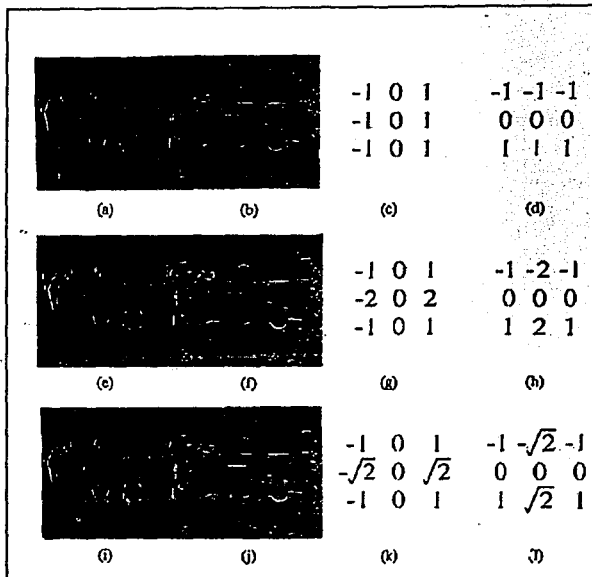 -1 0 1 -1 -1 -1
-1 0 1 0 0 0
-1 0 1 1 1 1
(a) (b) (c) (d)
-1 0 1 -1 -2 -1
-2 0 2 0 0 0
-1 0 1 1 2 1
(e) (f) (g) (h)
-1 0 1 -1 -√2 -1
-√2 0 √2 0 0 0
-1 0 1 1 √2 1
(i) (j) (k) (l)